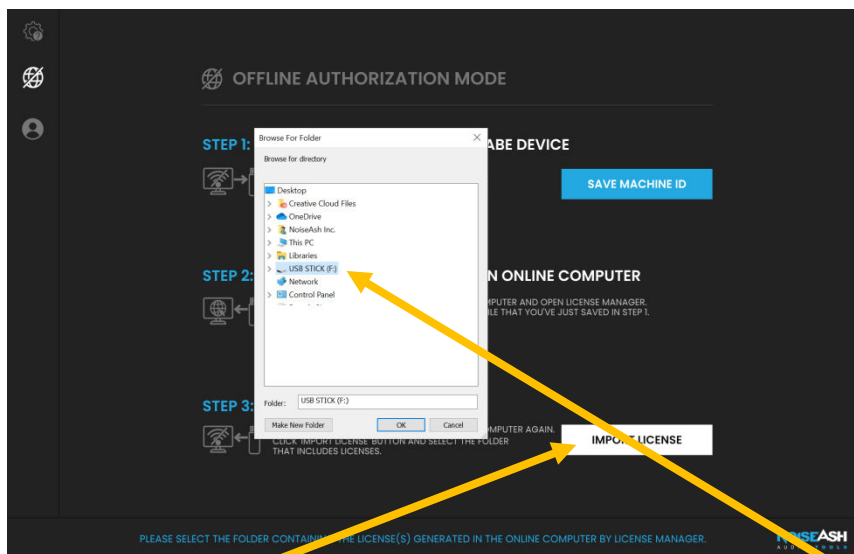 OFFLINE AUTHORIZATION MODE
STEP 1:
ABE DEVICE
SAVE MACHINE ID
Browse For Folder
Browse for directory
Desktop
Creative Cloud Files
OneDrive
NoiseAsh Inc.
This PC
Libraries
USB STICK (F:)
Network
Control Panel
Folder: USB STICK (F:)
Make New Folder OK Cancel
STEP 2:
N ONLINE COMPUTER
MPUTER AND OPEN LICENSE MANAGER.
ILE THAT YOU'VE JUST SAVED IN STEP 1.
STEP 3:
OMPUTER AGAIN.
CLICK IMPORT LICENSE BUTTON AND SELECT THE FOLDER
THAT INCLUDES LICENSES.
IMPORT LICENSE
PLEASE SELECT THE FOLDER CONTAINING THE LICENSE(S) GENERATED IN THE ONLINE COMPUTER BY LICENSE MANAGER.
NOISEASH